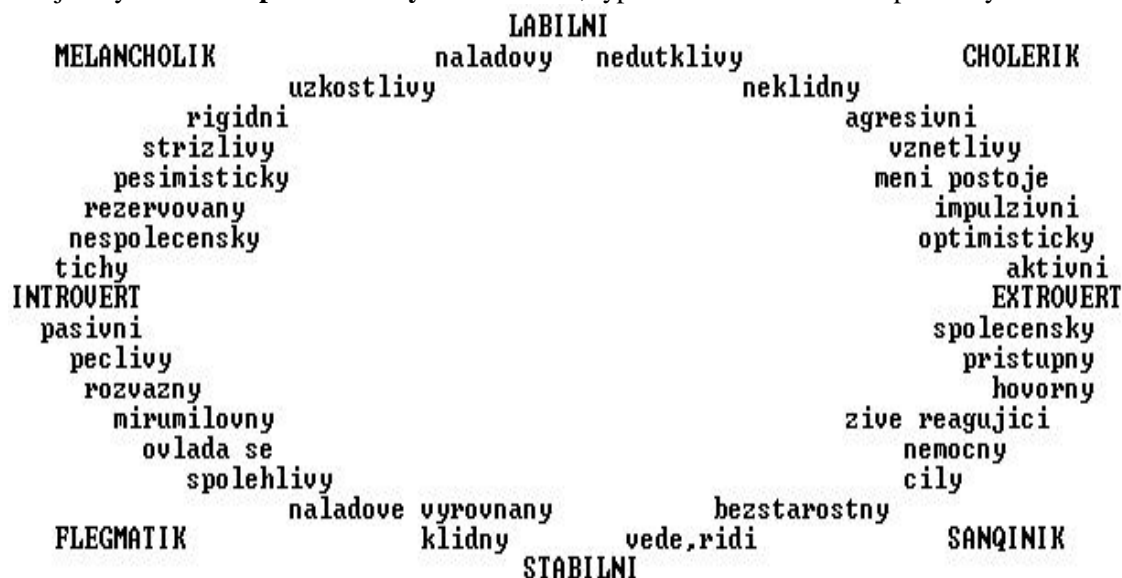 LABILNI
MELANCHOLIK naladovy nedutklivy CHOLERIK
uzkostlivy neklidny
rigidni agresivni
strizlivy vznetlivy
pesimisticky meni postoje
rezervovany impulzivni
nespolecensky optimisticky
tichy aktivni
INTROVERT EXTROVERT
pasivni spolecensky
peclivy pristupny
rozvazny hovorny
mirumilovny zive reagujici
ovlada se nemocny
spolehlivy cily
naladove vyrovnany bezstarostny
FLEGMATIK klidny vede,ridi SANQINIK
STABILNI